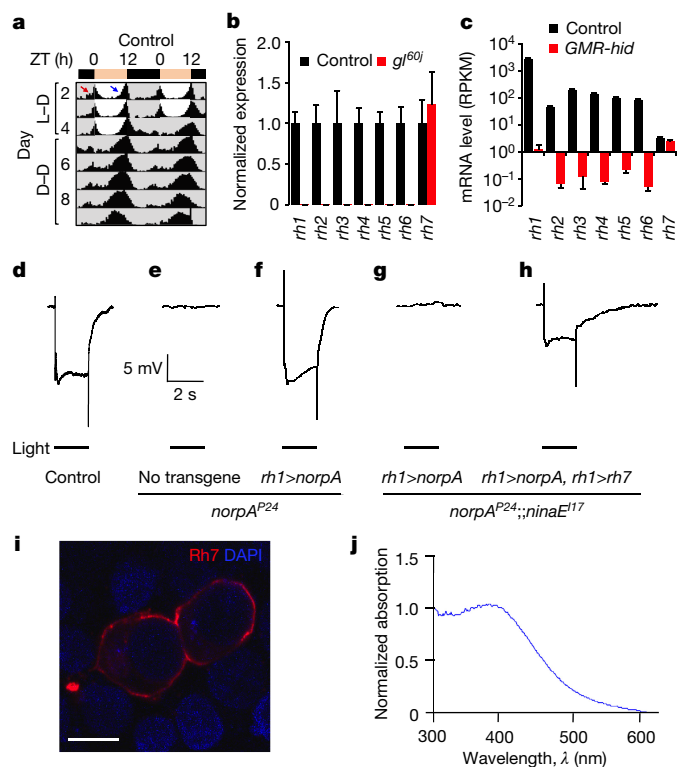 a
Control
ZT (h) 0 12 0 12
Day
L–D
D–D
2
4
6
8
b
Normalized expression
2.0
1.5
1.0
0.5
0
Control gl60j
rh1 rh2 rh3 rh4 rh5 rh6 rh7
c
mRNA level (RPKM)
Control
GMR-hid
10⁴
10³
10²
10¹
10⁰
10⁻¹
10⁻²
rh1 rh2 rh3 rh4 rh5 rh6 rh7
d e f g h
5 mV
2 s
Light
Control No transgene rh1>norpA rh1>norpA rh1>norpA, rh1>rh7
norpAP24 norpAP24;;ninaEI17
i
Rh7 DAPI
j
Normalized absorption
1.5
1.0
0.5
0
300 400 500 600
Wavelength, λ (nm)